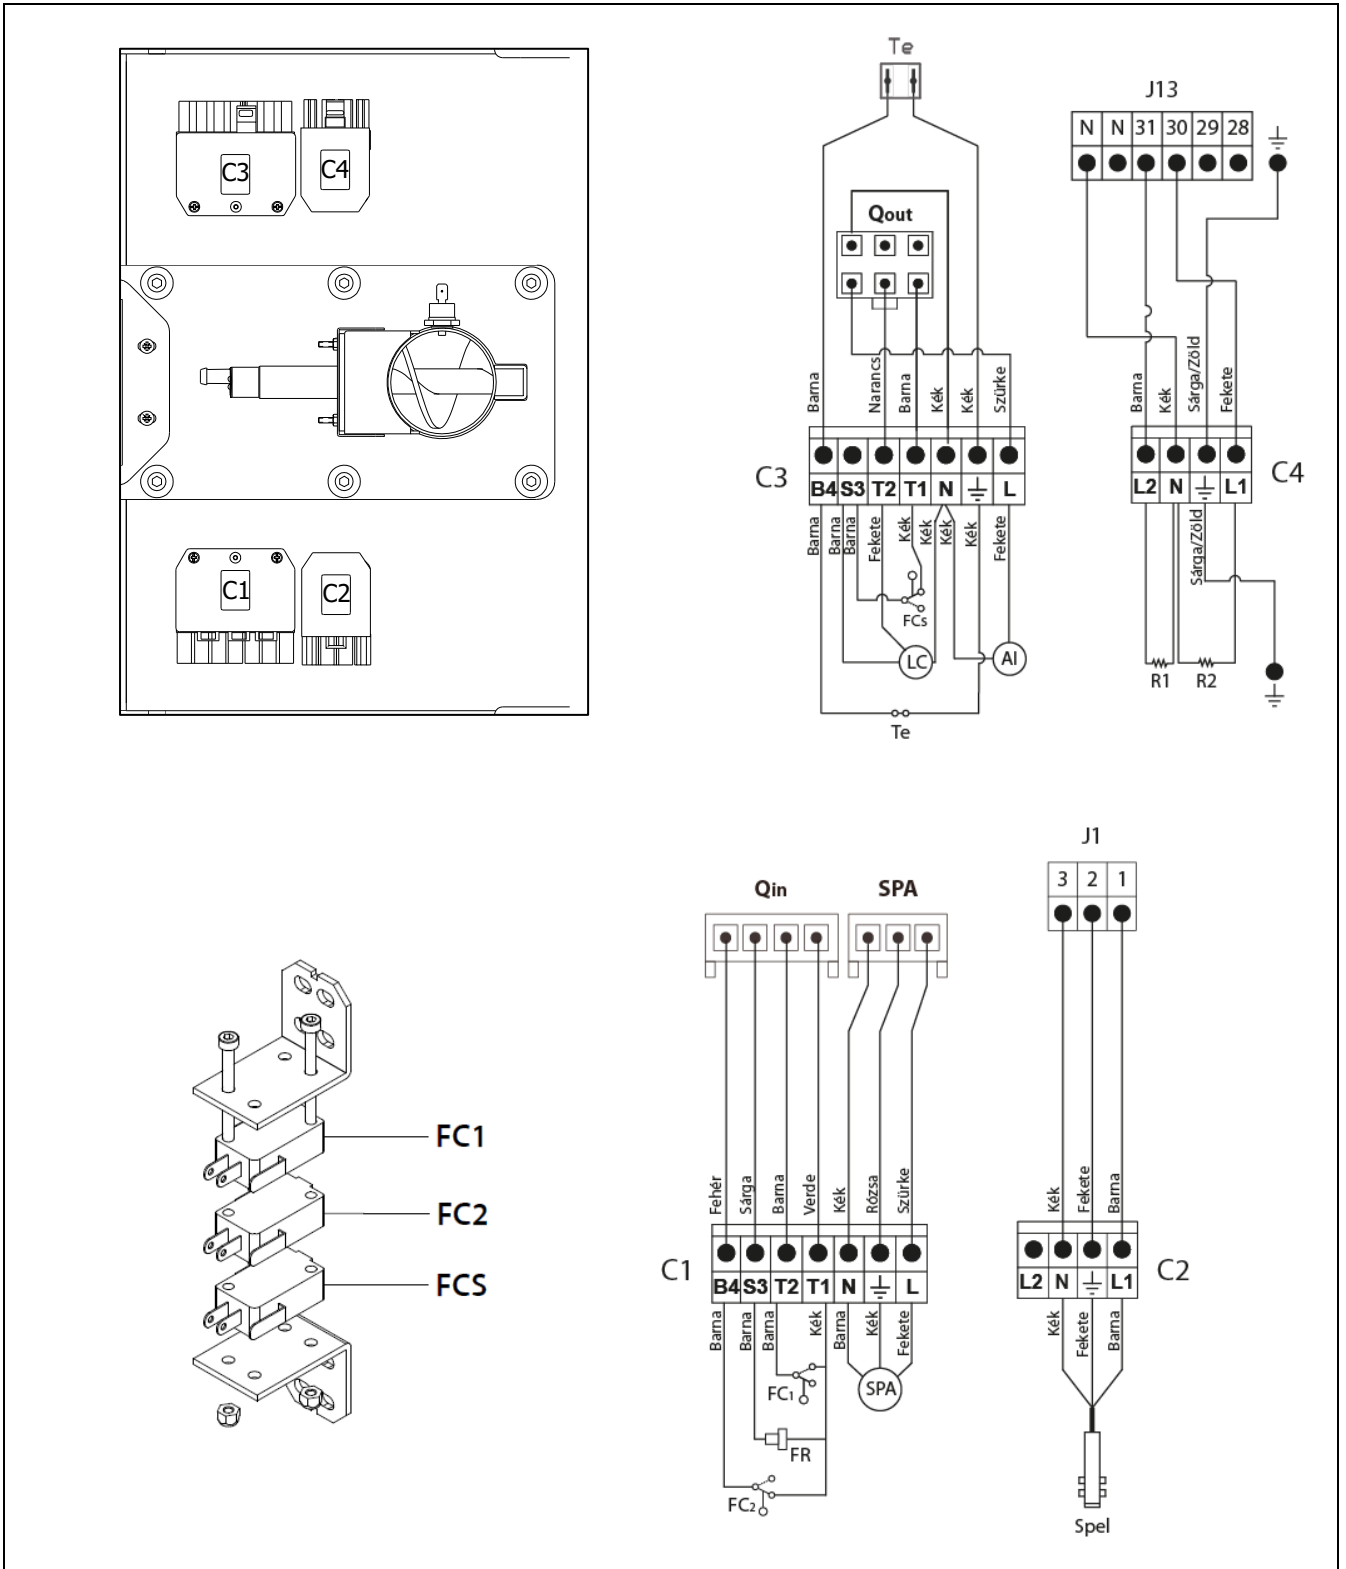 C3
C4
C1
C2
Te
Qout
Barna
Narancs
Barna
Kék
Kék
Szürke
C3
B4 S3 T2 T1 N L
Barna
Barna
Barna
Fekete
Kék
Kék
Kék
Kék
Fekete
FCs
LC
AI
Te
J13
N N 31 30 29 28
Barna
Kék
Sárga/Zöld
Fekete
L2 N L1
C4
Sárga/Zöld
R1
R2
FC1
FC2
FCS
Qin
SPA
Fehér
Sárga
Barna
Verde
Kék
Rózsa
Szürke
C1
B4 S3 T2 T1 N L
Barna
Barna
Barna
Kék
Barna
Kék
Fekete
FC1
SPA
FR
FC2
J1
3 2 1
Kék
Fekete
Barna
L2 N L1
C2
Kék
Fekete
Barna
Spel